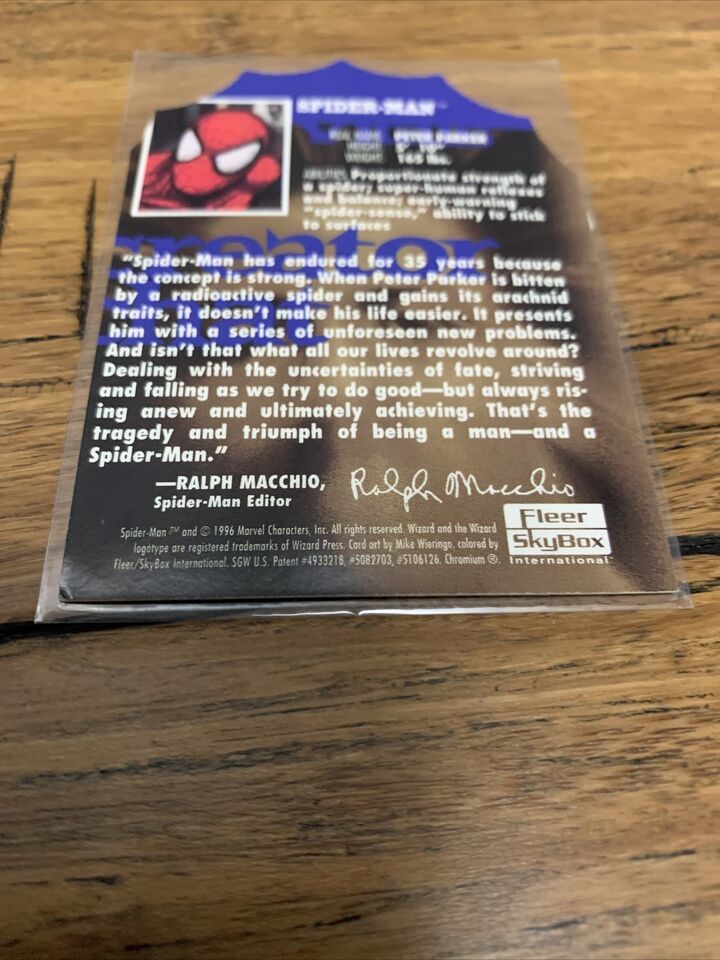 SPIDER-MAN™
REAL NAME PETER PARKER
HEIGHT 5' 10"
WEIGHT 165 lbs.
ABILITIES Proportionate strength of
a spider; super-human reflexes
and balance; early-warning
"spider-sense," ability to stick
to surfaces
creator
"Spider-Man has endured for 35 years because
the concept is strong. When Peter Parker is bitten
by a radioactive spider and gains its arachnid
traits, it doesn't make his life easier. It presents
him with a series of unforeseen new problems.
And isn't that what all our lives revolve around?
Dealing with the uncertainties of fate, striving
and falling as we try to do good—but always ris-
ing anew and ultimately achieving. That's the
tragedy and triumph of being a man—and a
Spider-Man."
—RALPH MACCHIO, Ralph Macchio
Spider-Man Editor
Fleer
SkyBox
International™
Spider-Man ™ and © 1996 Marvel Characters, Inc. All rights reserved. Wizard and the Wizard
logotype are registered trademarks of Wizard Press. Card art by Mike Wieringo, colored by
Fleer/SkyBox International. SGW U.S. Patent #4933218, #5082703, #5106126. Chromium ®.